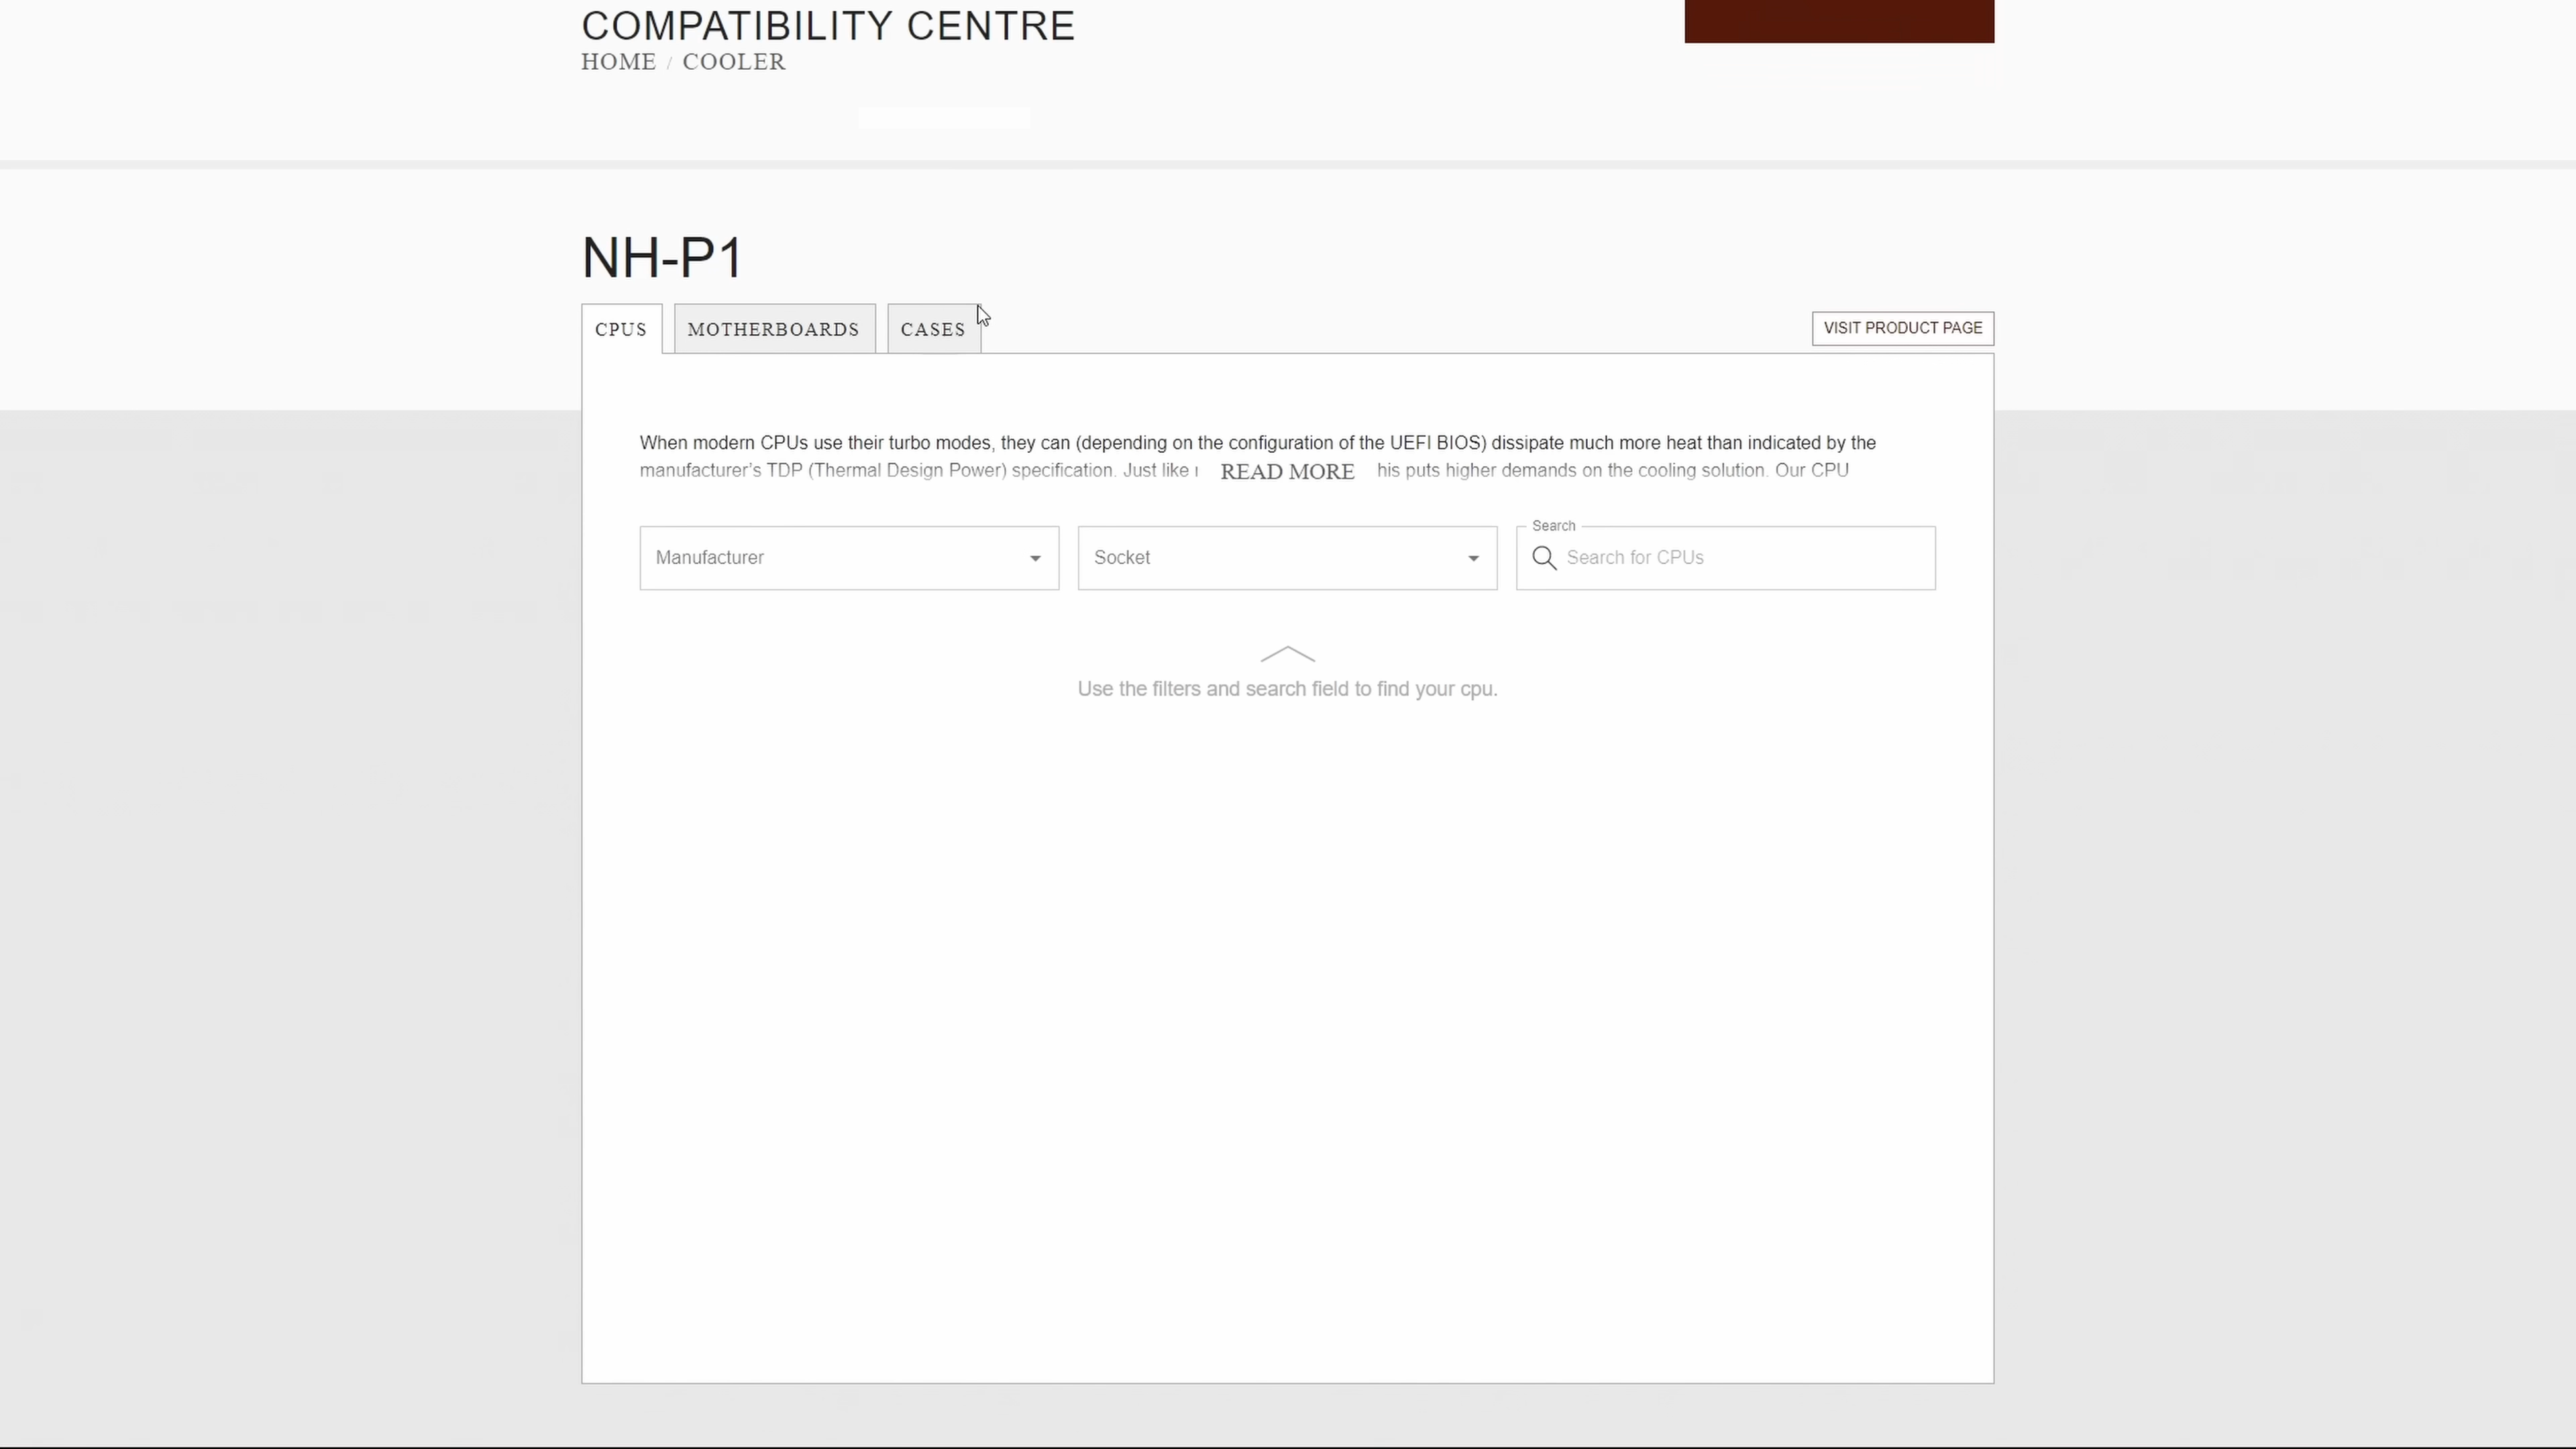 COMPATIBILITY CENTRE
HOME / COOLER
NH-P1
CPUS
MOTHERBOARDS
CASES
VISIT PRODUCT PAGE
When modern CPUs use their turbo modes, they can (depending on the configuration of the UEFI BIOS) dissipate much more heat than indicated by the
manufacturer's TDP (Thermal Design Power) specification. Just like READ MORE his puts higher demands on the cooling solution. Our CPU
Manufacturer
Socket
Search
Search for CPUs
Use the filters and search field to find your cpu.